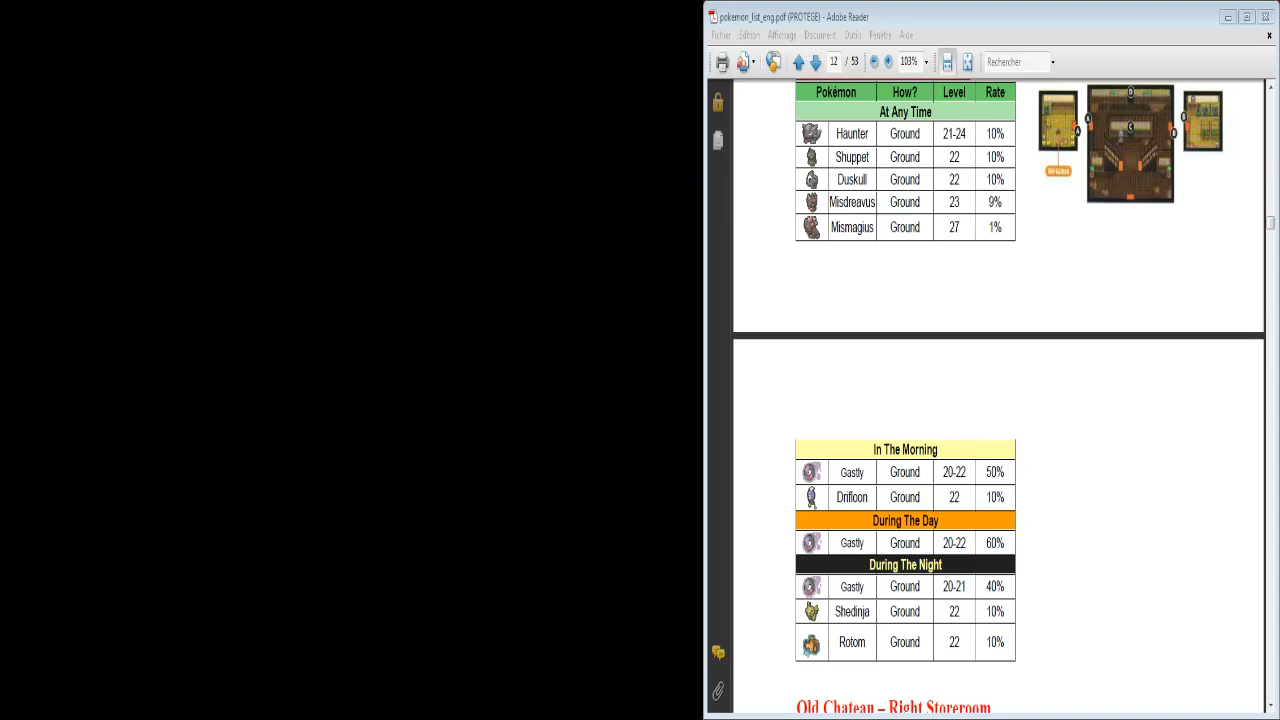 pokemon_list_eng.pdf (PROTEGE) - Adobe Reader
Fichier Edition Affichage Document Outils Fenêtre Aide
12 / 53 103% Rechercher
Pokémon How? Level Rate
At Any Time
Haunter Ground 21-24 10%
Shuppet Ground 22 10%
Duskull Ground 22 10%
Misdreavus Ground 23 9%
Mismagius Ground 27 1%
In The Morning
Gastly Ground 20-22 50%
Drifloon Ground 22 10%
During The Day
Gastly Ground 20-22 60%
During The Night
Gastly Ground 20-21 40%
Shedinja Ground 22 10%
Rotom Ground 22 10%
Old Chateau – Right Storeroom